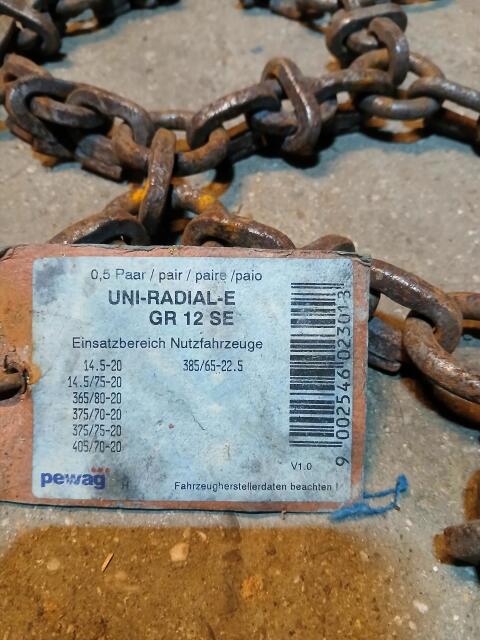 0,5 Paar / pair / paire /paio
UNI-RADIAL-E
GR 12 SE
Einsatzbereich Nutzfahrzeuge
14.5-20 385/65-22.5
14.5/75-20
365/80-20
375/70-20
375/75-20
405/70-20
9 002546 023013
V1.0
pewag
Fahrzeugherstellerdaten beachten !